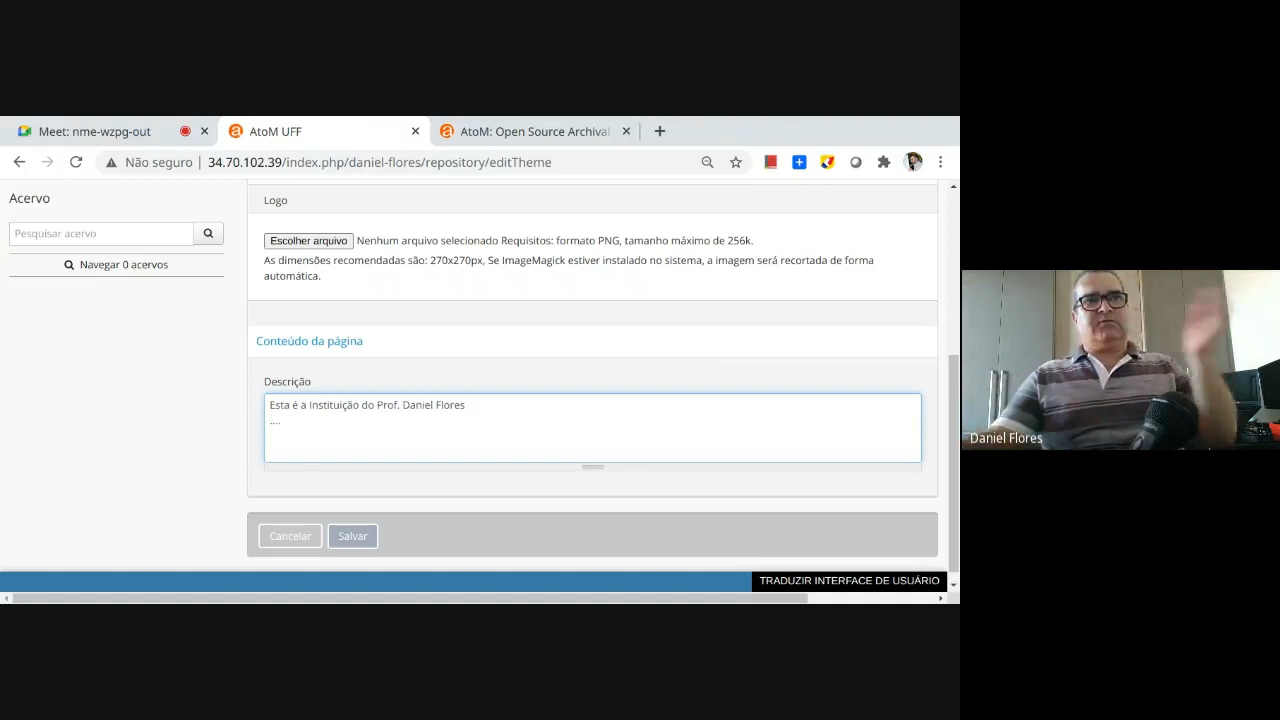 Meet: nme-wzpg-out
AtoM UFF
AtoM: Open Source Archival
Não seguro | 34.70.102.39/index.php/daniel-flores/repository/editTheme
Acervo
Pesquisar acervo
Navegar 0 acervos
Logo
Escolher arquivo Nenhum arquivo selecionado Requisitos: formato PNG, tamanho máximo de 256k.
As dimensões recomendadas são: 270x270px, Se ImageMagick estiver instalado no sistema, a imagem será recortada de forma
automática.
Conteúdo da página
Descrição
Esta é a Instituição do Prof. Daniel Flores
....
Cancelar Salvar
TRADUZIR INTERFACE DE USUÁRIO
Daniel Flores